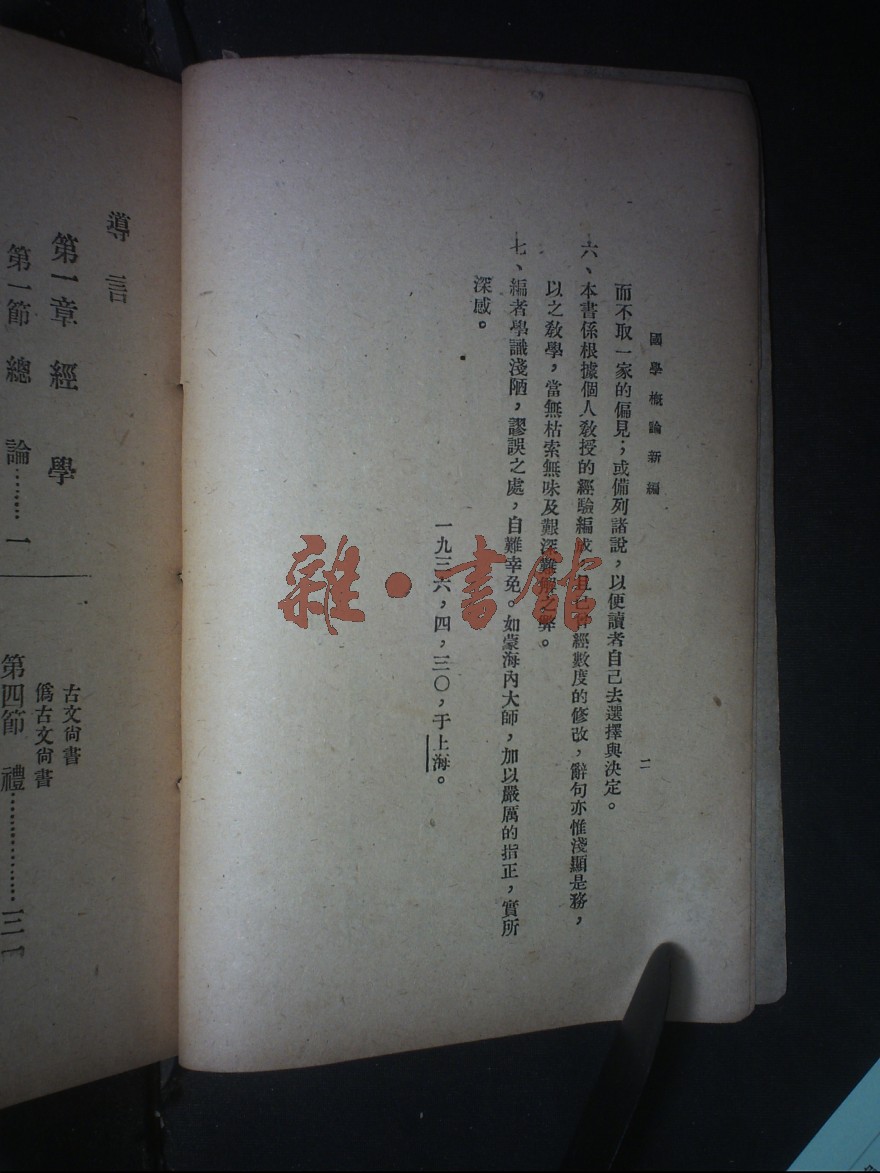 國學概論新編
二
而不取一家的偏見；或備列諸說，以便讀者自己去選擇與決定。
六、本書係根據個人教授的經驗編成，且已曾經數度的修改，辭句亦惟淺顯是務，
以之教學，當無枯索無味及艱深難解之弊。
七、編者學識淺陋，謬誤之處，自難幸免。如蒙海內大師，加以嚴厲的指正，實所
深感。
一九三六，四，三〇，于上海。
導言
第一章 經學
第一節 總論………一
古文尙書
僞古文尙書
第四節 禮………………三一
雜·書館